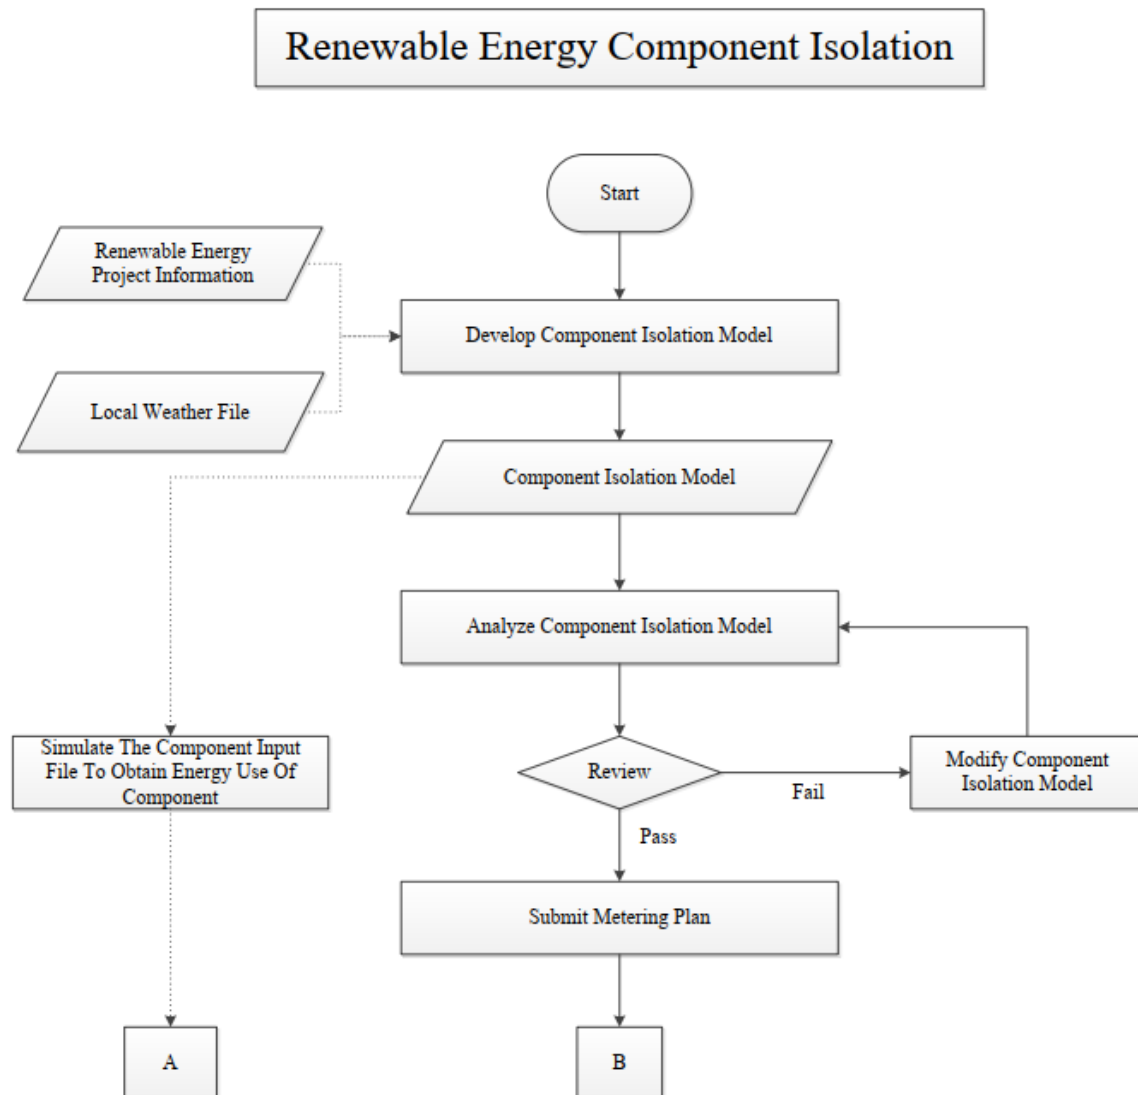 Renewable Energy Component Isolation
Start
Renewable Energy
Project Information
Develop Component Isolation Model
Local Weather File
Component Isolation Model
Analyze Component Isolation Model
Simulate The Component Input
File To Obtain Energy Use Of
Component
Review
Fail
Modify Component
Isolation Model
Pass
Submit Metering Plan
A
B